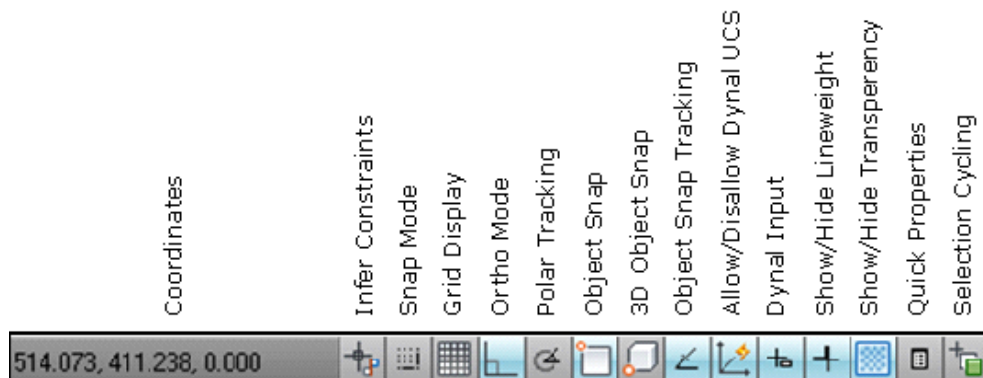 Coordinates
Infer Constraints
Snap Mode
Grid Display
Ortho Mode
Polar Tracking
Object Snap
3D Object Snap
Object Snap Tracking
Allow/Disallow Dynal UCS
Dynal Input
Show/Hide Lineweight
Show/Hide Transperency
Quick Properties
Selection Cycling
514.073, 411.238, 0.000